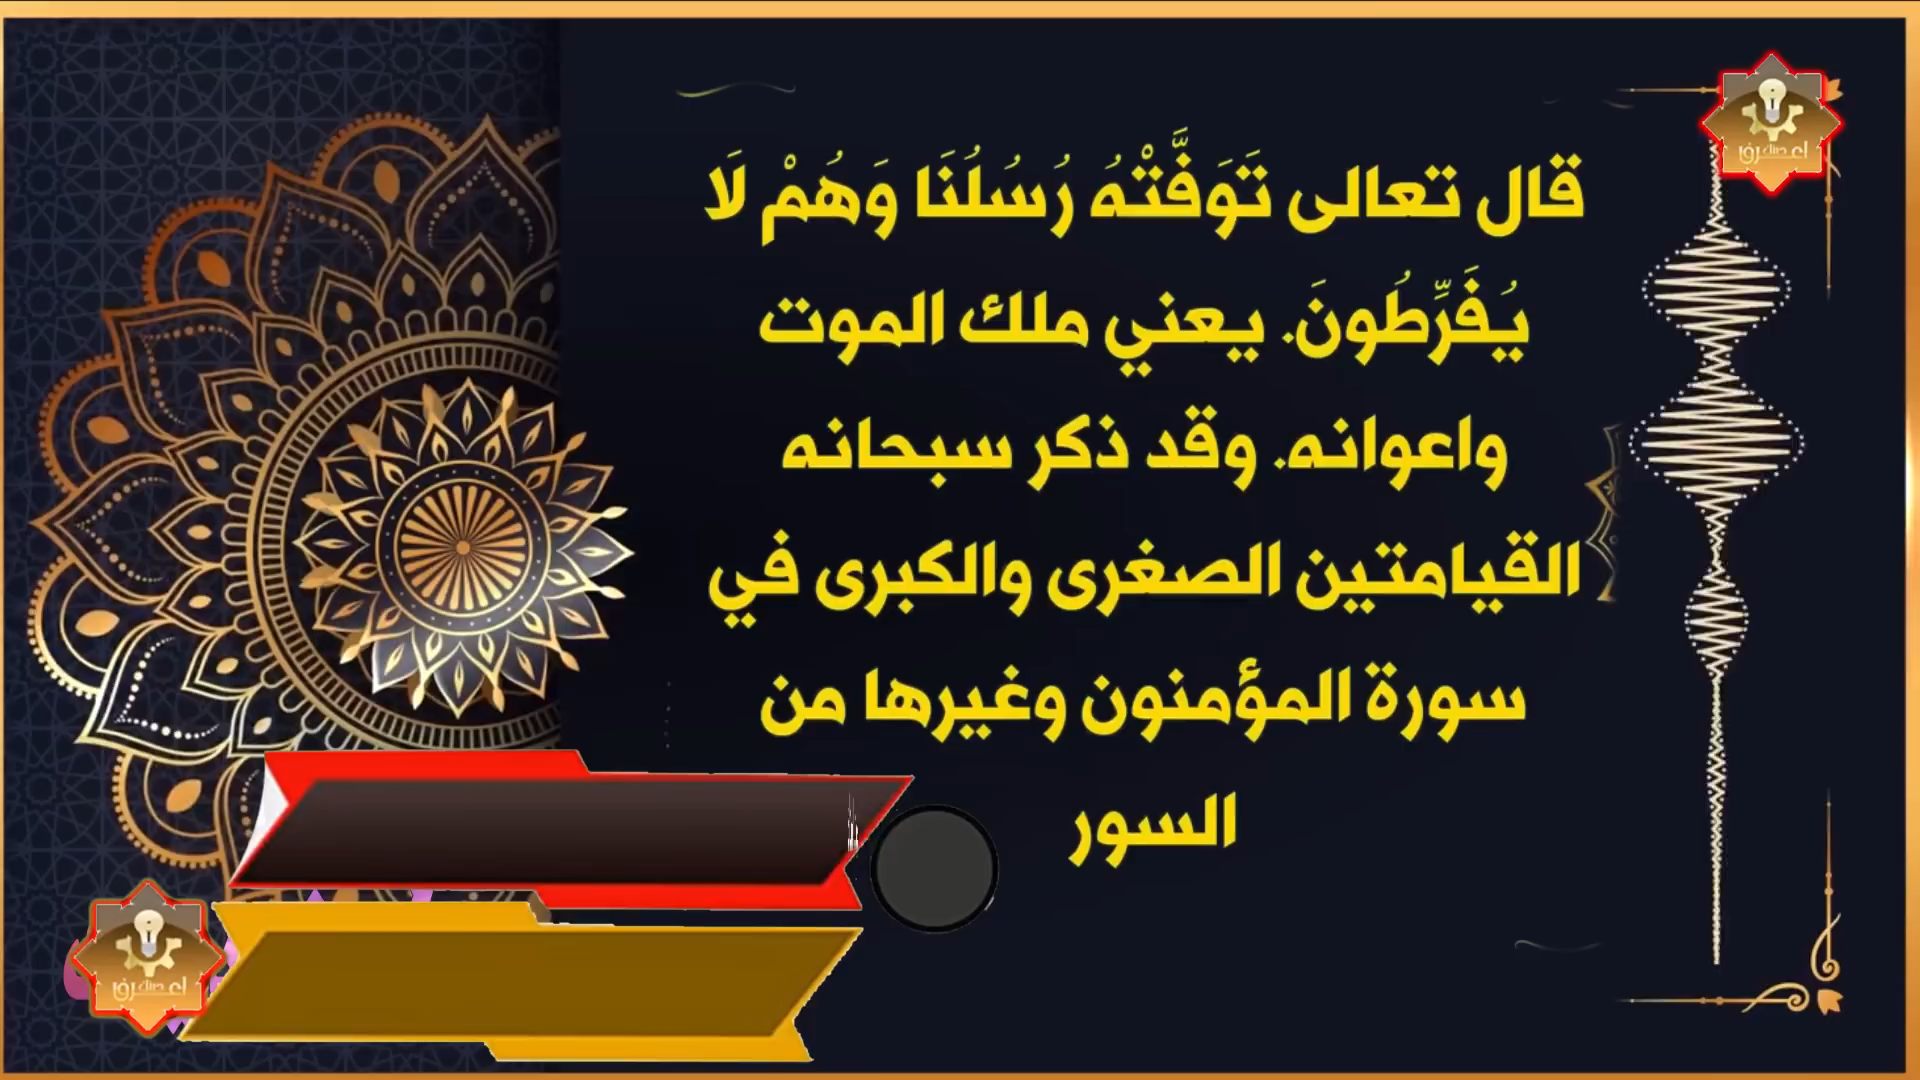 قال تعالى تَوَفَّتْهُ رُسُلُنَا وَهُمْ لَا
يُفَرِّطُونَ. يعني ملك الموت
واعوانه. وقد ذكر سبحانه
القيامتين الصغرى والكبرى في
سورة المؤمنون وغيرها من
السور